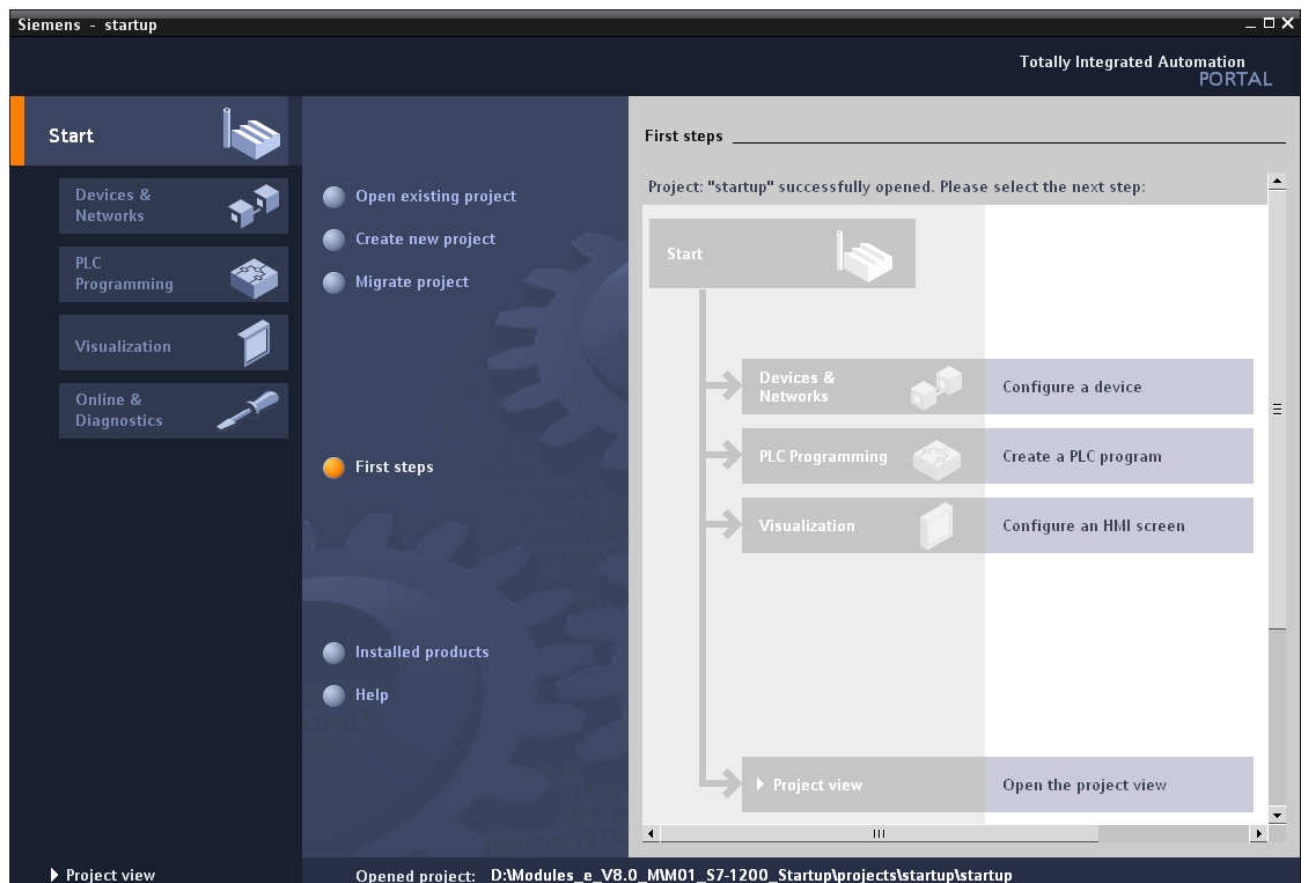 Siemens - startup
Totally Integrated Automation
PORTAL
Start
Devices &
Networks
PLC
Programming
Visualization
Online &
Diagnostics
Open existing project
Create new project
Migrate project
First steps
Installed products
Help
First steps
Project: "startup" successfully opened. Please select the next step:
Start
Devices &
Networks
Configure a device
PLC Programming
Create a PLC program
Visualization
Configure an HMI screen
Project view
Open the project view
Project view
Opened project: D:\Modules_e_V8.0_M\M01_S7-1200_Startup\projects\startup\startup